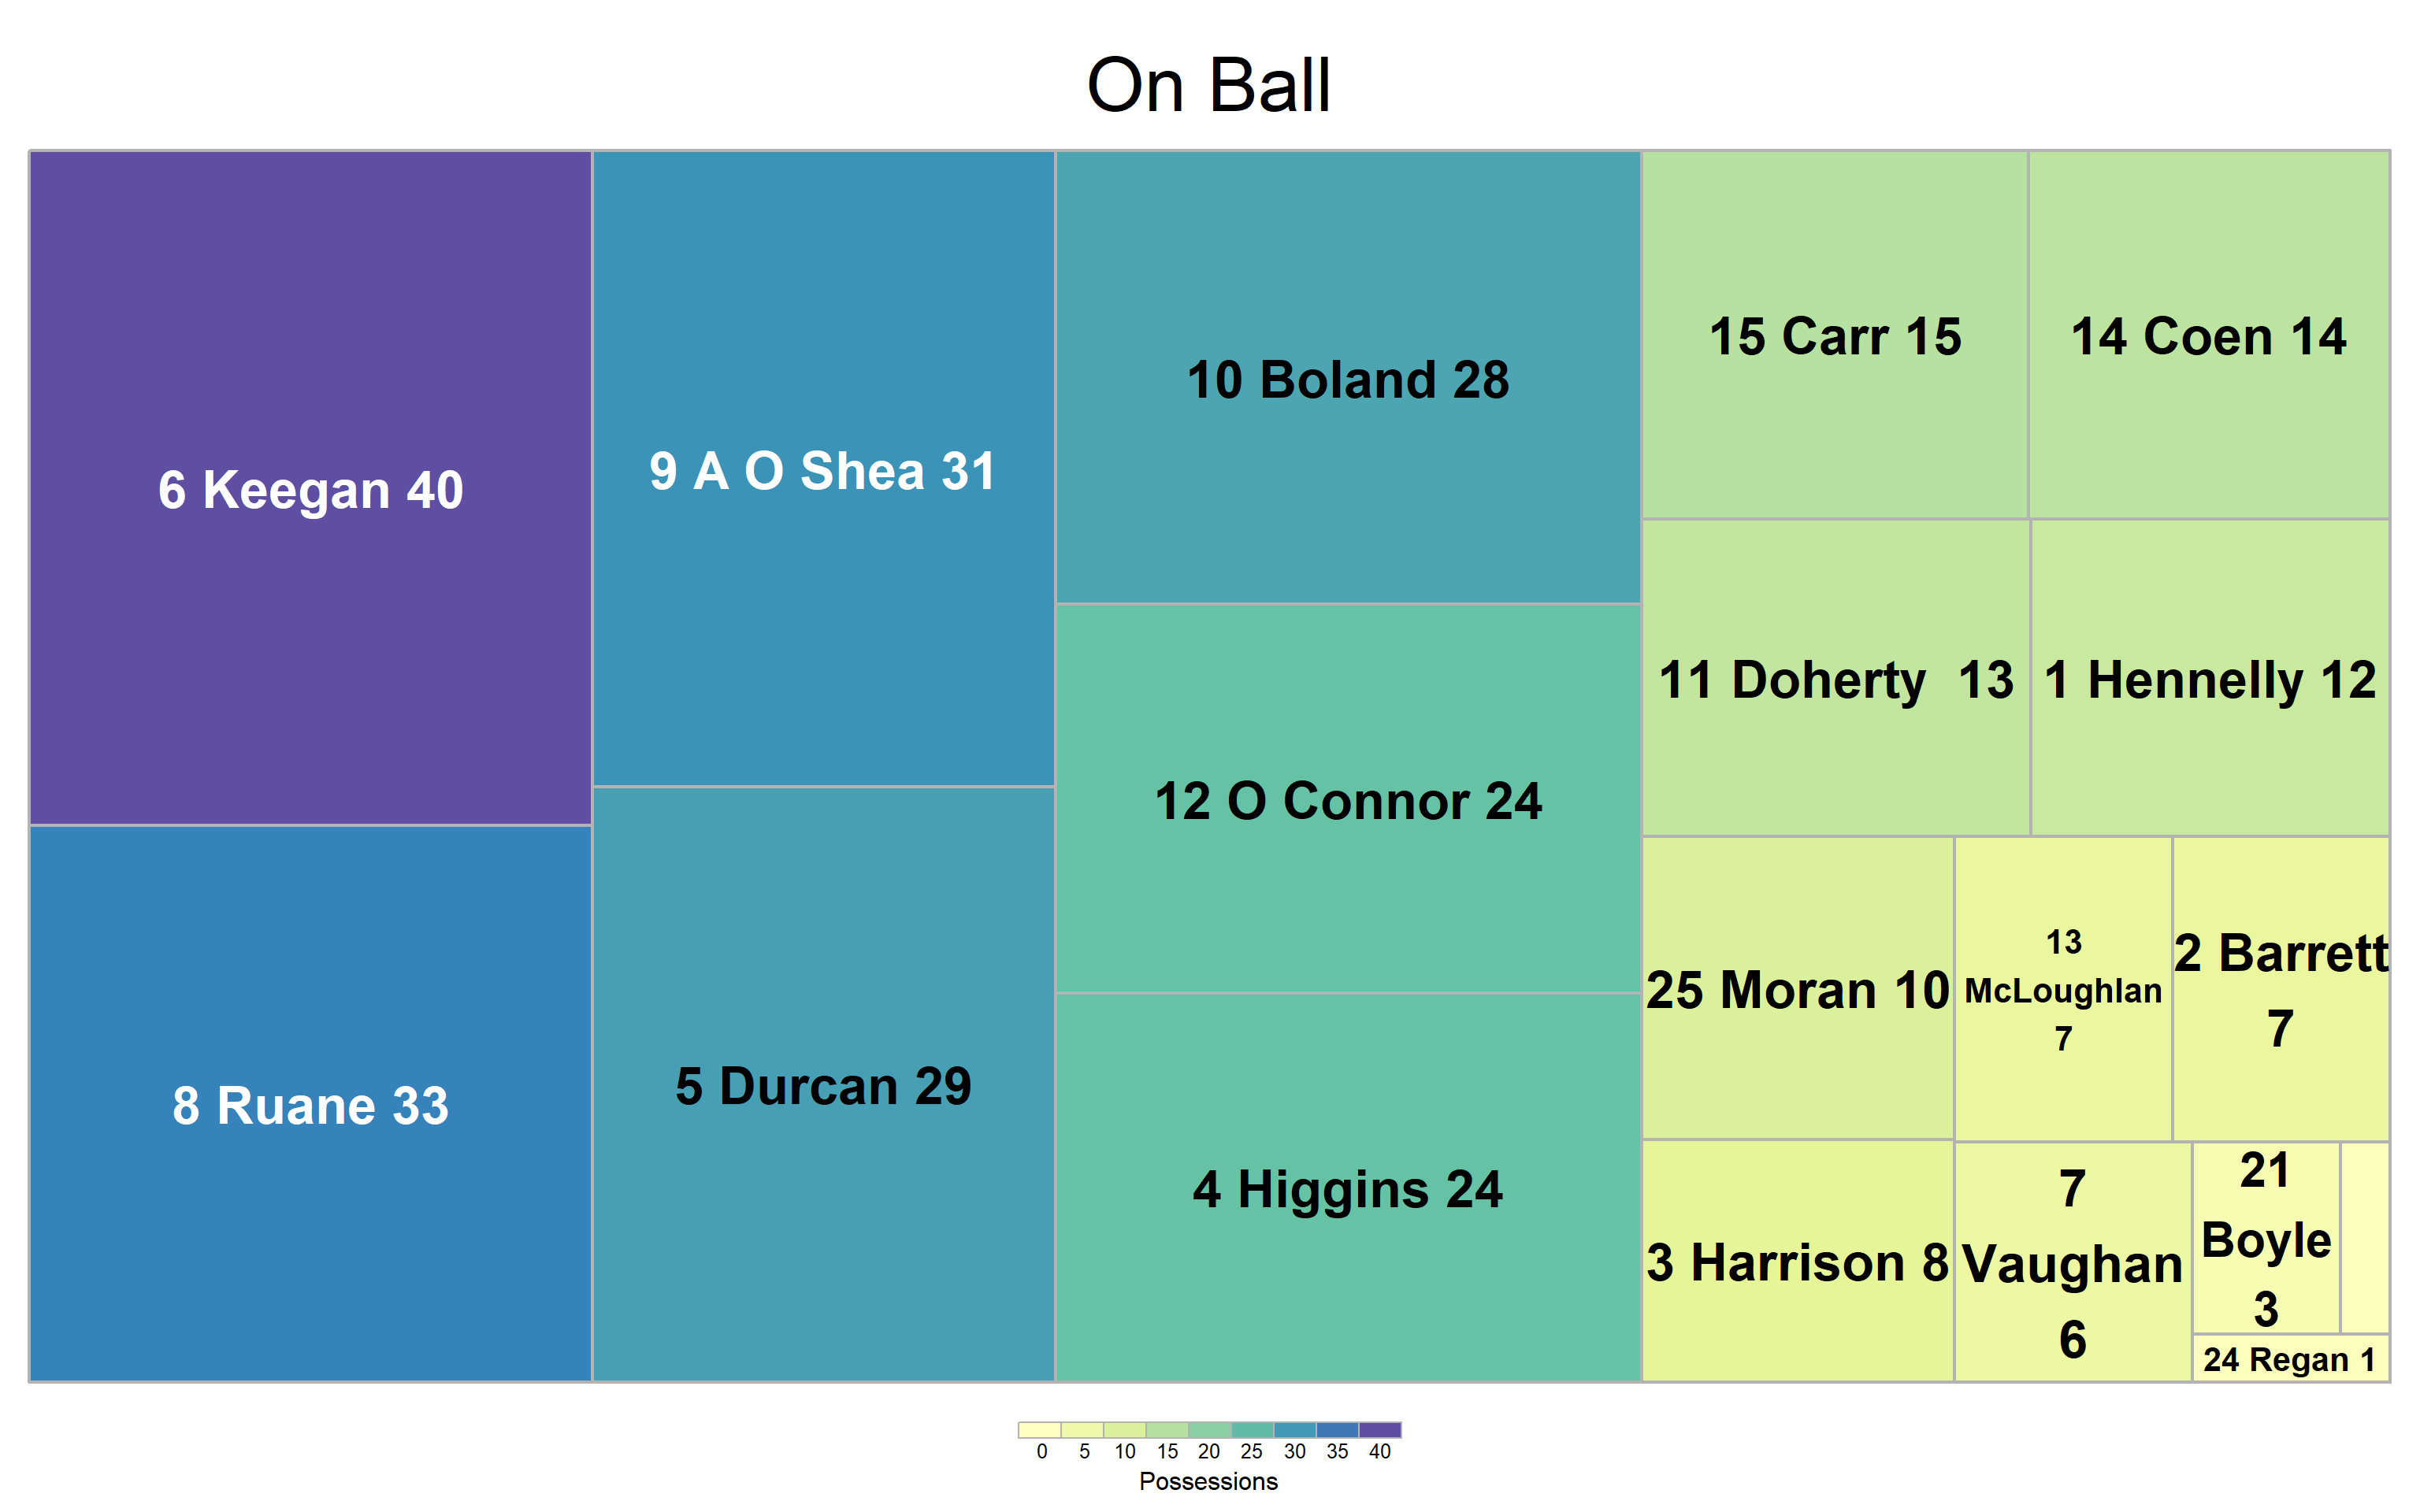 On Ball
6 Keegan 40
8 Ruane 33
9 A O Shea 31
5 Durcan 29
10 Boland 28
12 O Connor 24
4 Higgins 24
15 Carr 15
14 Coen 14
11 Doherty  13
1 Hennelly 12
25 Moran 10
13
McLoughlan
7
2 Barrett
7
3 Harrison 8
7
Vaughan
6
21
Boyle
3
24 Regan 1
0 5 10 15 20 25 30 35 40
Possessions